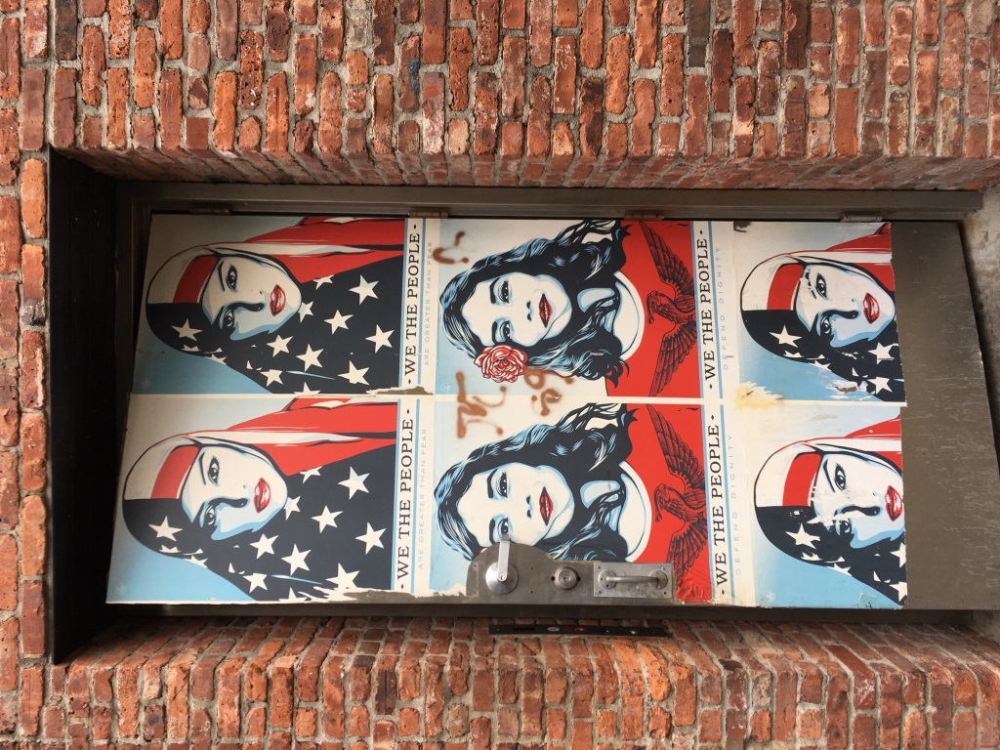 ·WE THE PEOPLE·
ARE GREATER THAN FEAR
·WE THE PEOPLE·
ARE GREATER THAN FEAR
·WE THE PEOPLE·
DEFEND DIGNITY
·WE THE PEOPLE·
DEFEND DIGNITY